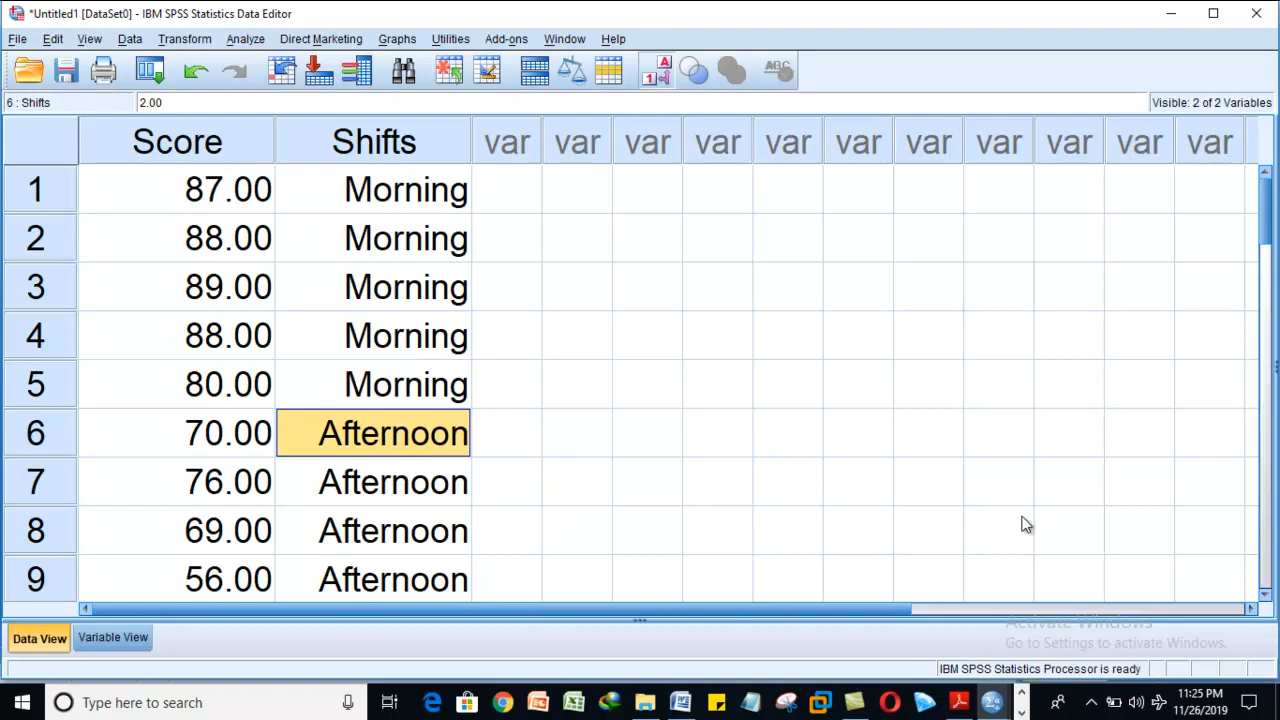 *Untitled1 [DataSet0] - IBM SPSS Statistics Data Editor
File Edit View Data Transform Analyze Direct Marketing Graphs Utilities Add-ons Window Help
6 : Shifts 2.00 Visible: 2 of 2 Variables
Score Shifts var var var var var var var var var var var
1 87.00 Morning
2 88.00 Morning
3 89.00 Morning
4 88.00 Morning
5 80.00 Morning
6 70.00 Afternoon
7 76.00 Afternoon
8 69.00 Afternoon
9 56.00 Afternoon
Data View Variable View
Activate Windows
Go to Settings to activate Windows.
IBM SPSS Statistics Processor is ready
Type here to search
11:25 PM
11/26/2019